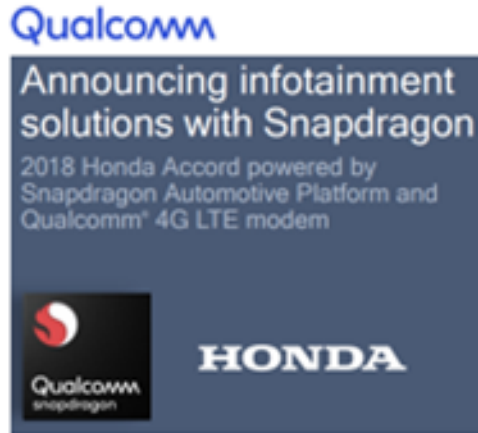 Qualcomm
Announcing infotainment
solutions with Snapdragon
2018 Honda Accord powered by
Snapdragon Automotive Platform and
Qualcomm® 4G LTE modem
Qualcomm
snapdragon
HONDA